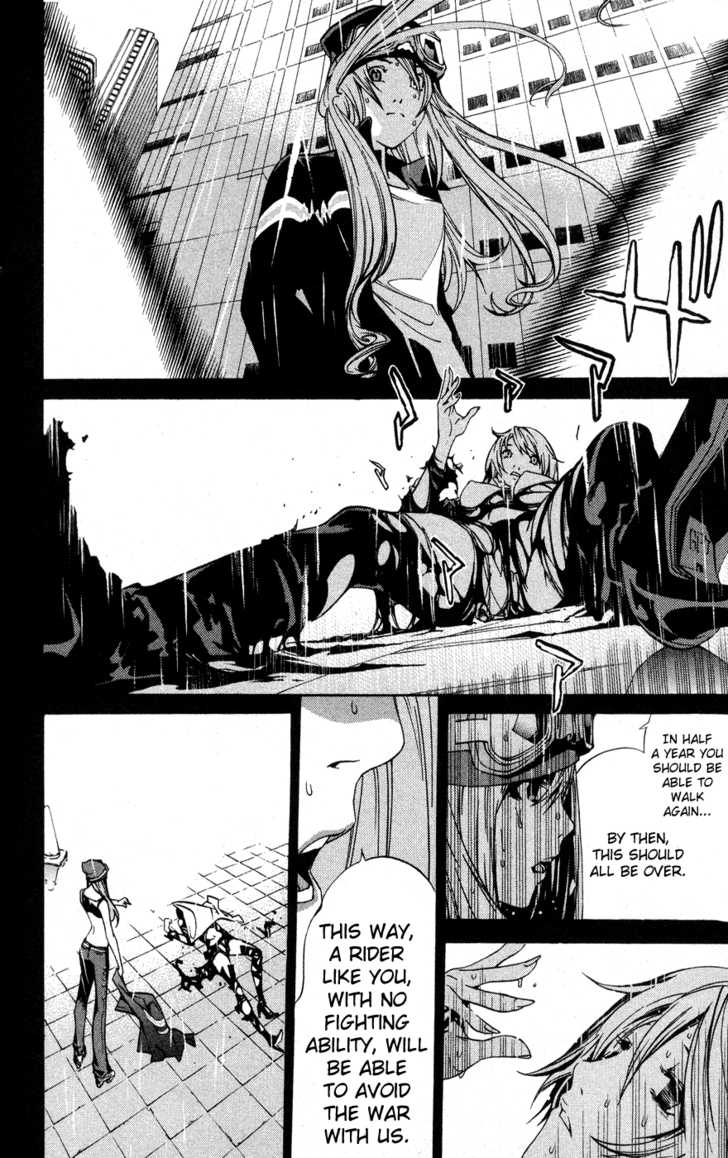 ザ
IN HALF
A YEAR YOU
SHOULD BE
ABLE TO
WALK
AGAIN...
BY THEN,
THIS SHOULD
ALL BE OVER.
THIS WAY,
A RIDER
LIKE YOU,
WITH NO
FIGHTING
ABILITY, WILL
BE ABLE
TO AVOID
THE WAR
WITH US.